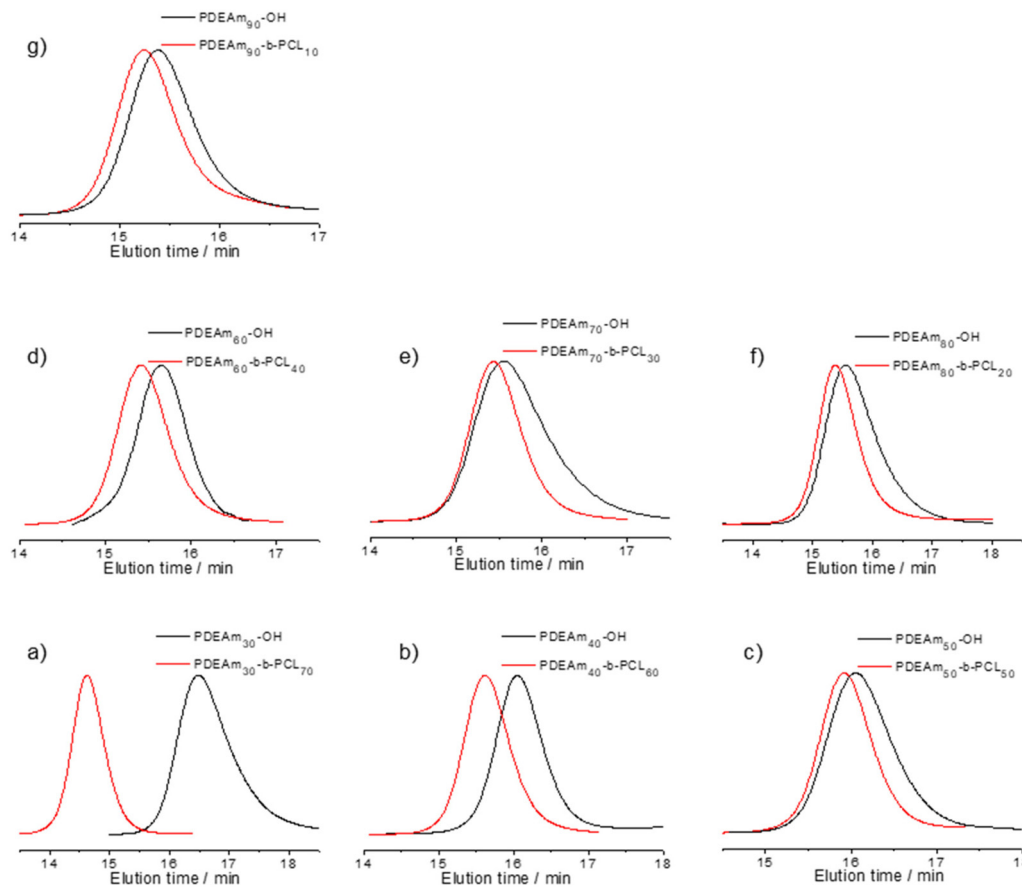 g)
PDEAm₉₀-OH
PDEAm₉₀-b-PCL₁₀
14 15 16 17
Elution time / min
d)
PDEAm₆₀-OH
PDEAm₆₀-b-PCL₄₀
14 15 16 17
Elution time / min
e)
PDEAm₇₀-OH
PDEAm₇₀-b-PCL₃₀
14 15 16 17
Elution time / min
f)
PDEAm₈₀-OH
PDEAm₈₀-b-PCL₂₀
14 15 16 17 18
Elution time / min
a)
PDEAm₃₀-OH
PDEAm₃₀-b-PCL₇₀
14 15 16 17 18
Elution time / min
b)
PDEAm₄₀-OH
PDEAm₄₀-b-PCL₆₀
14 15 16 17 18
Elution time / min
c)
PDEAm₅₀-OH
PDEAm₅₀-b-PCL₅₀
15 16 17
Elution time / min